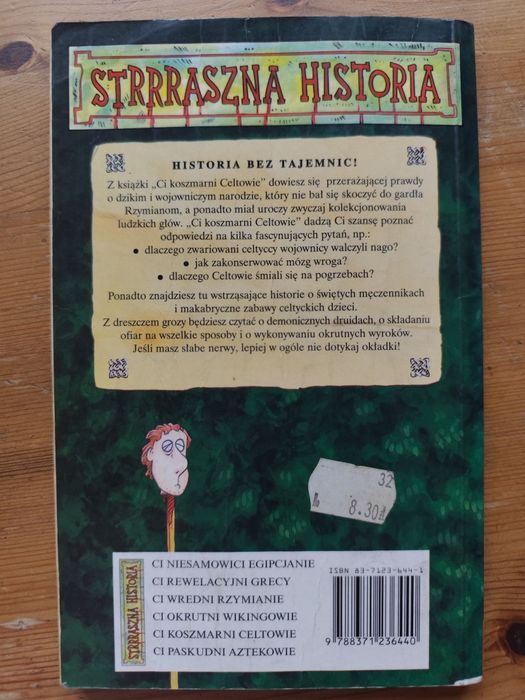 STRRRASZNA HISTORIA
HISTORIA BEZ TAJEMNIC!
Z książki „Ci koszmarni Celtowie” dowiesz się przerażającej prawdy
o dzikim i wojowniczym narodzie, który nie bał się skoczyć do gardła
Rzymianom, a ponadto miał uroczy zwyczaj kolekcjonowania
ludzkich głów. „Ci koszmarni Celtowie” dadzą Ci szansę poznać
odpowiedzi na kilka fascynujących pytań, np.:
• dlaczego zwariowani celtyccy wojownicy walczyli nago?
• jak zakonserwować mózg wroga?
• dlaczego Celtowie śmiali się na pogrzebach?
Ponadto znajdziesz tu wstrząsające historie o świętych męczennikach
i makabryczne zabawy celtyckich dzieci.
Z dreszczem grozy będziesz czytać o demonicznych druidach, o składaniu
ofiar na wszelkie sposoby i o wykonywaniu okrutnych wyroków.
Jeśli masz słabe nerwy, lepiej w ogóle nie dotykaj okładki!
32
8.30zł
STRRRASZNA HISTORIA
CI NIESAMOWICI EGIPCJANIE
CI REWELACYJNI GRECY
CI WREDNI RZYMIANIE
CI OKRUTNI WIKINGOWIE
CI KOSZMARNI CELTOWIE
CI PASKUDNI AZTEKOWIE
ISBN 83-7123-644-1
9 788371 236440